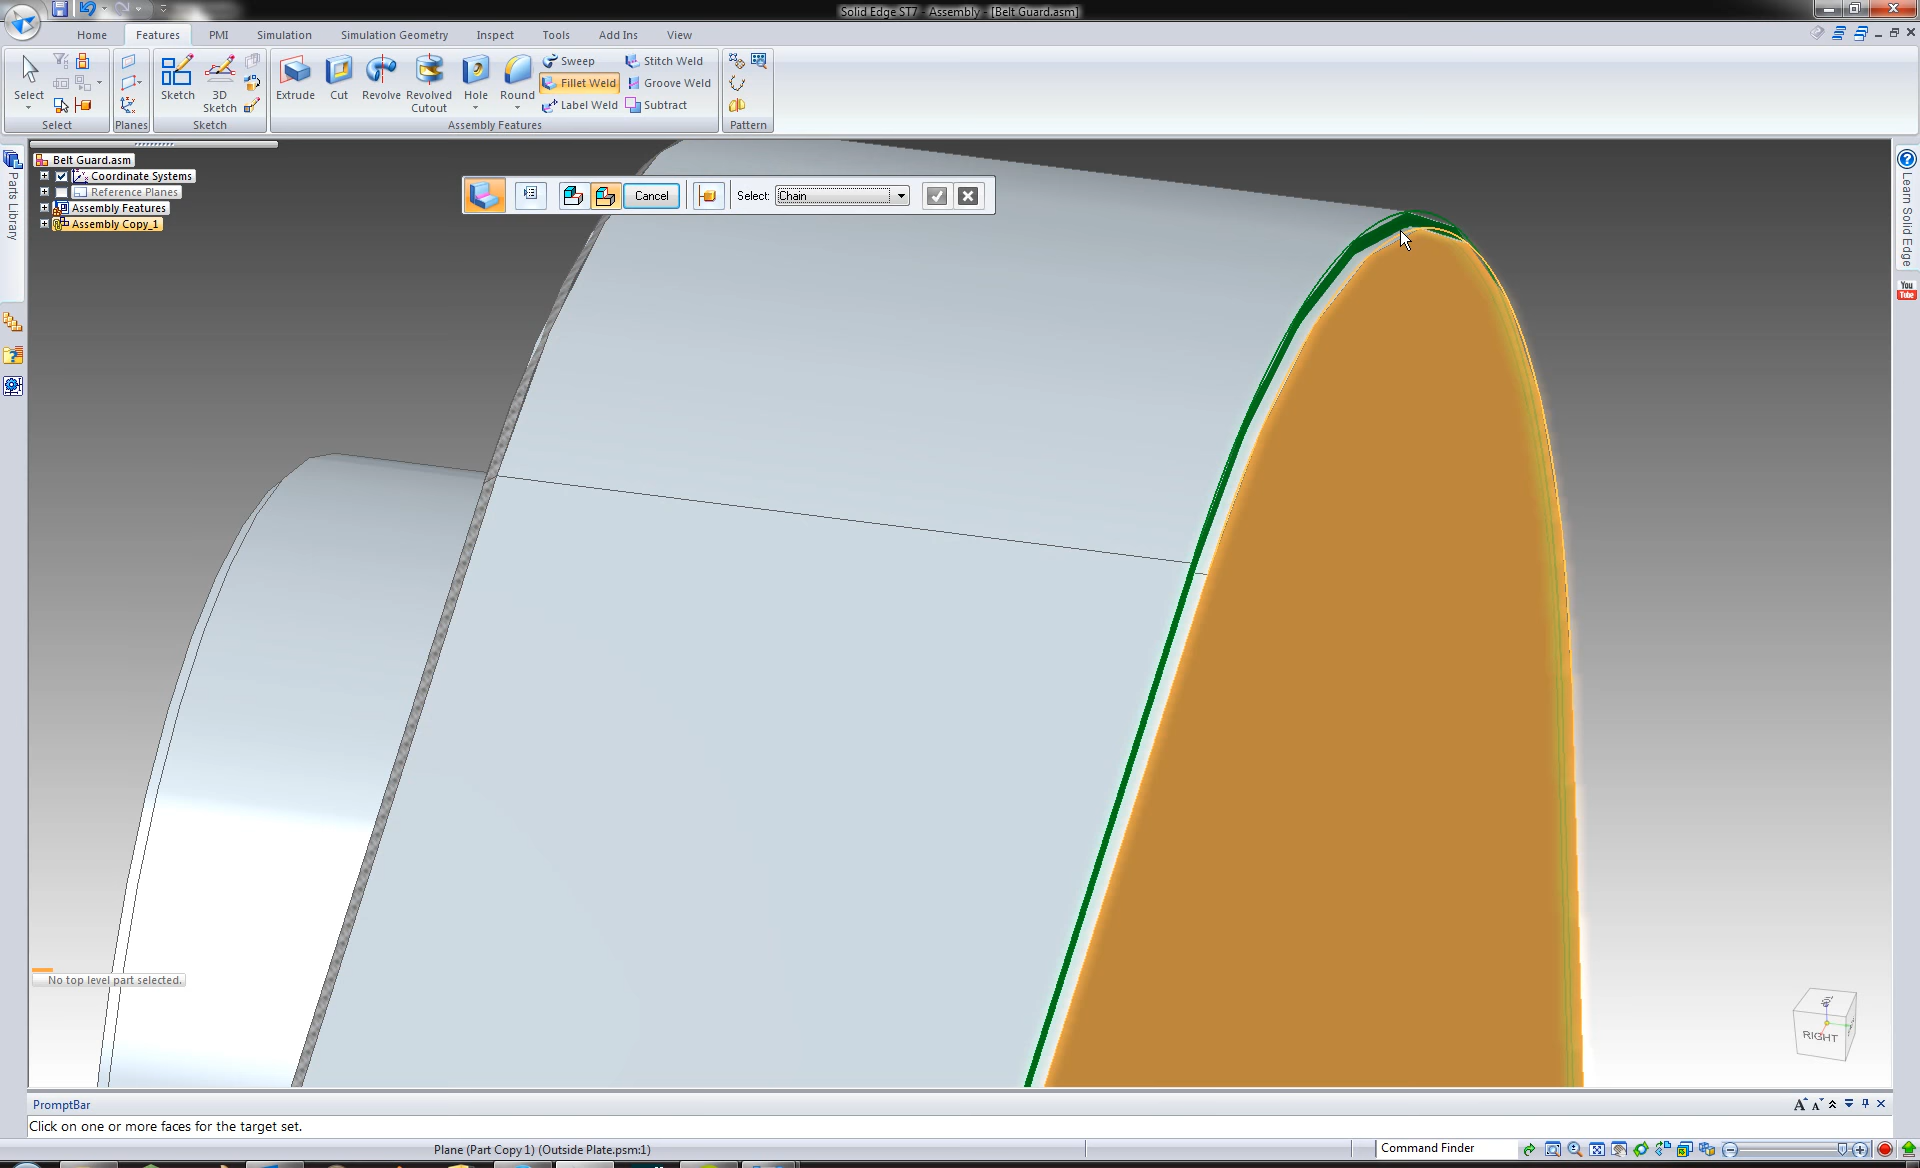 Solid Edge ST7 - Assembly - [Belt Guard.asm]
Home Features PMI Simulation Simulation Geometry Inspect Tools Add Ins View
Select
Sketch
3D Sketch
Extrude
Cut
Revolve
Revolved Cutout
Hole
Round
Sweep
Fillet Weld
Label Weld
Stitch Weld
Groove Weld
Subtract
Select Planes Sketch Assembly Features Pattern
Parts Library
Belt Guard.asm
Coordinate Systems
Reference Planes
Assembly Features
Assembly Copy_1
Cancel
Select: Chain
Learn Solid Edge
You Tube
No top level part selected.
RIGHT
PromptBar
Click on one or more faces for the target set.
Plane (Part Copy 1) (Outside Plate.psm:1)
Command Finder